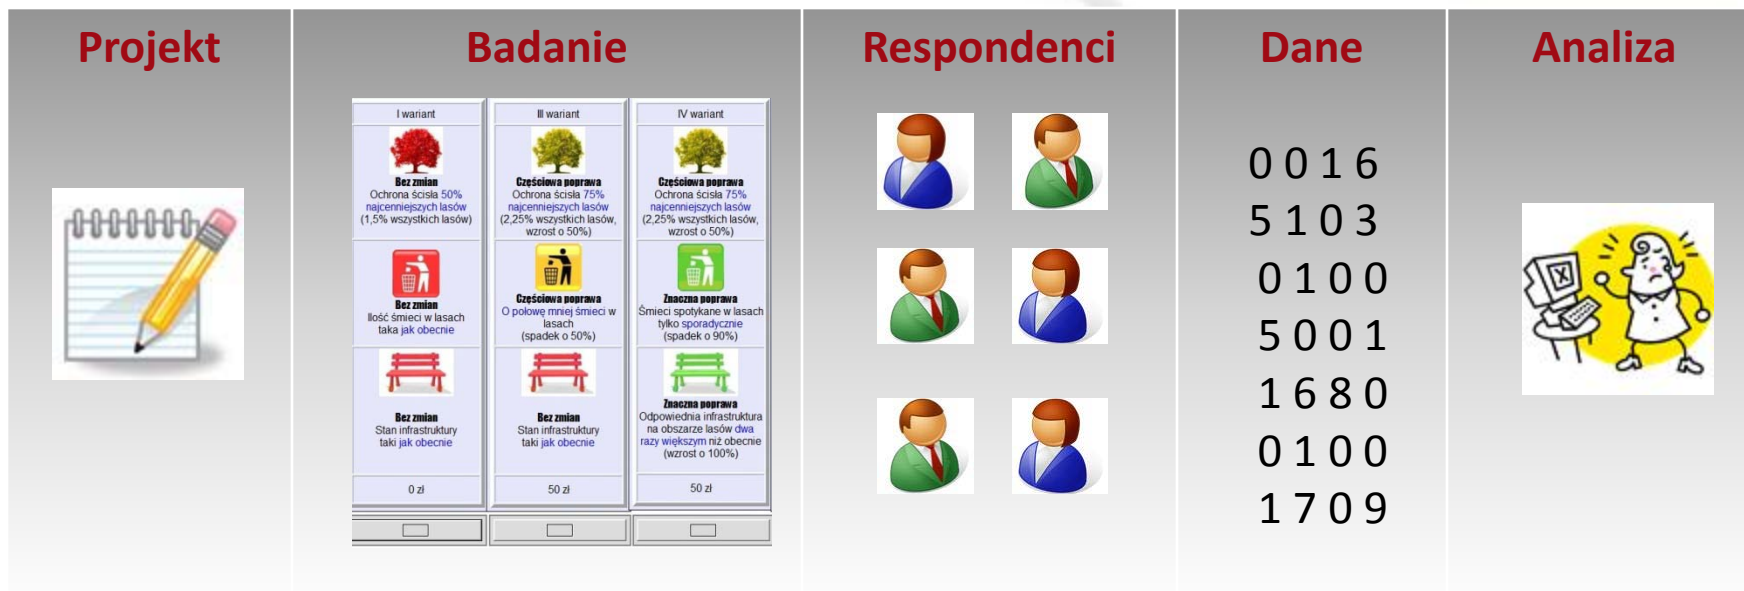 Projekt
Badanie
Respondenci
Dane
Analiza
I wariant
Bez zmian
Ochrona ścisła 50%
najcenniejszych lasów
(1,5% wszystkich lasów)
Bez zmian
Ilość śmieci w lasach
taka jak obecnie
Bez zmian
Stan infrastruktury
taki jak obecnie
0 zł
III wariant
Częściowa poprawa
Ochrona ścisła 75%
najcenniejszych lasów
(2,25% wszystkich lasów,
wzrost o 50%)
Częściowa poprawa
O połowę mniej śmieci w
lasach
(spadek o 50%)
Bez zmian
Stan infrastruktury
taki jak obecnie
50 zł
IV wariant
Częściowa poprawa
Ochrona ścisła 75%
najcenniejszych lasów
(2,25% wszystkich lasów,
wzrost o 50%)
Znaczna poprawa
Śmieci spotykane w lasach
tylko sporadycznie
(spadek o 90%)
Znaczna poprawa
Odpowiednia infrastruktura
na obszarze lasów dwa
razy większym niż obecnie
(wzrost o 100%)
50 zł
0 0 1 6
5 1 0 3
0 1 0 0
5 0 0 1
1 6 8 0
0 1 0 0
1 7 0 9
X